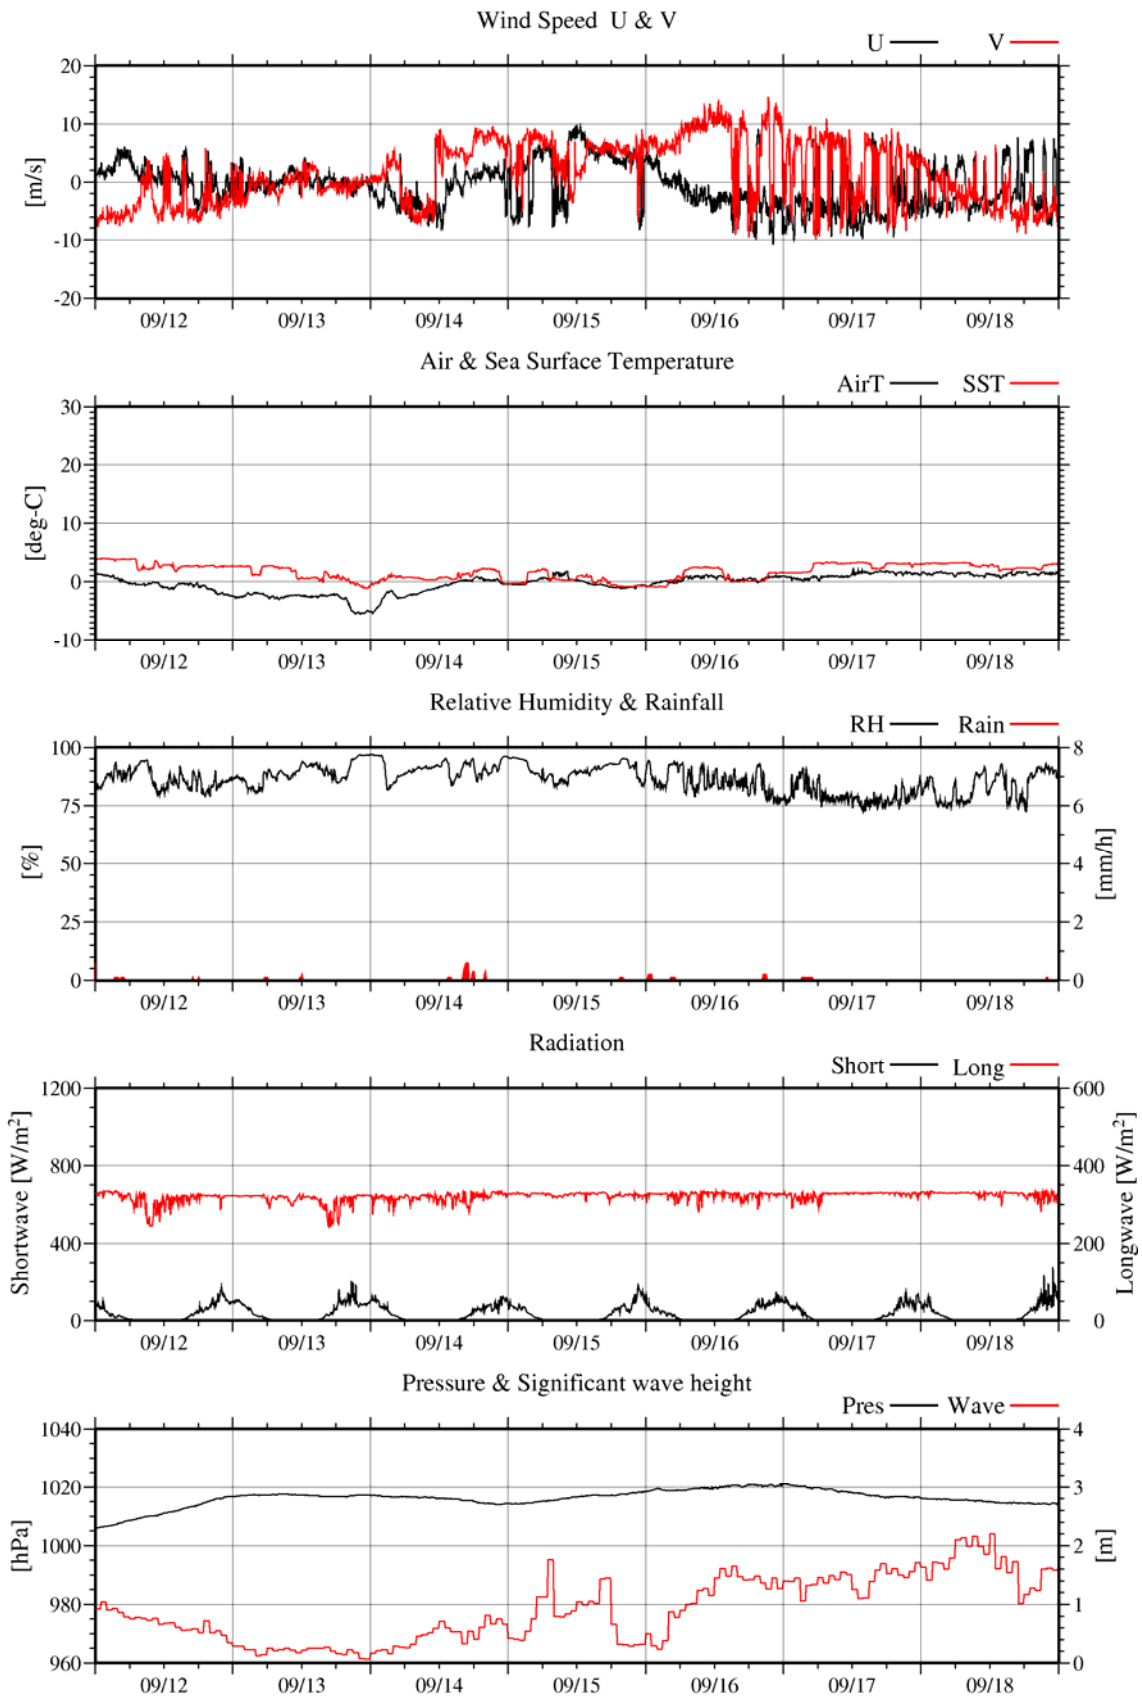 Wind Speed U & V
U V
20
10
0
-10
-20
[m/s]
09/12 09/13 09/14 09/15 09/16 09/17 09/18
Air & Sea Surface Temperature
AirT SST
30
20
10
0
-10
[deg-C]
09/12 09/13 09/14 09/15 09/16 09/17 09/18
Relative Humidity & Rainfall
RH Rain
100 8
75 6
50 4
25 2
0 0
[%] [mm/h]
09/12 09/13 09/14 09/15 09/16 09/17 09/18
Radiation
Short Long
1200 600
800 400
400 200
0 0
Shortwave [W/m²] Longwave [W/m²]
09/12 09/13 09/14 09/15 09/16 09/17 09/18
Pressure & Significant wave height
Pres Wave
1040 4
1020 3
1000 2
980 1
960 0
[hPa] [m]
09/12 09/13 09/14 09/15 09/16 09/17 09/18